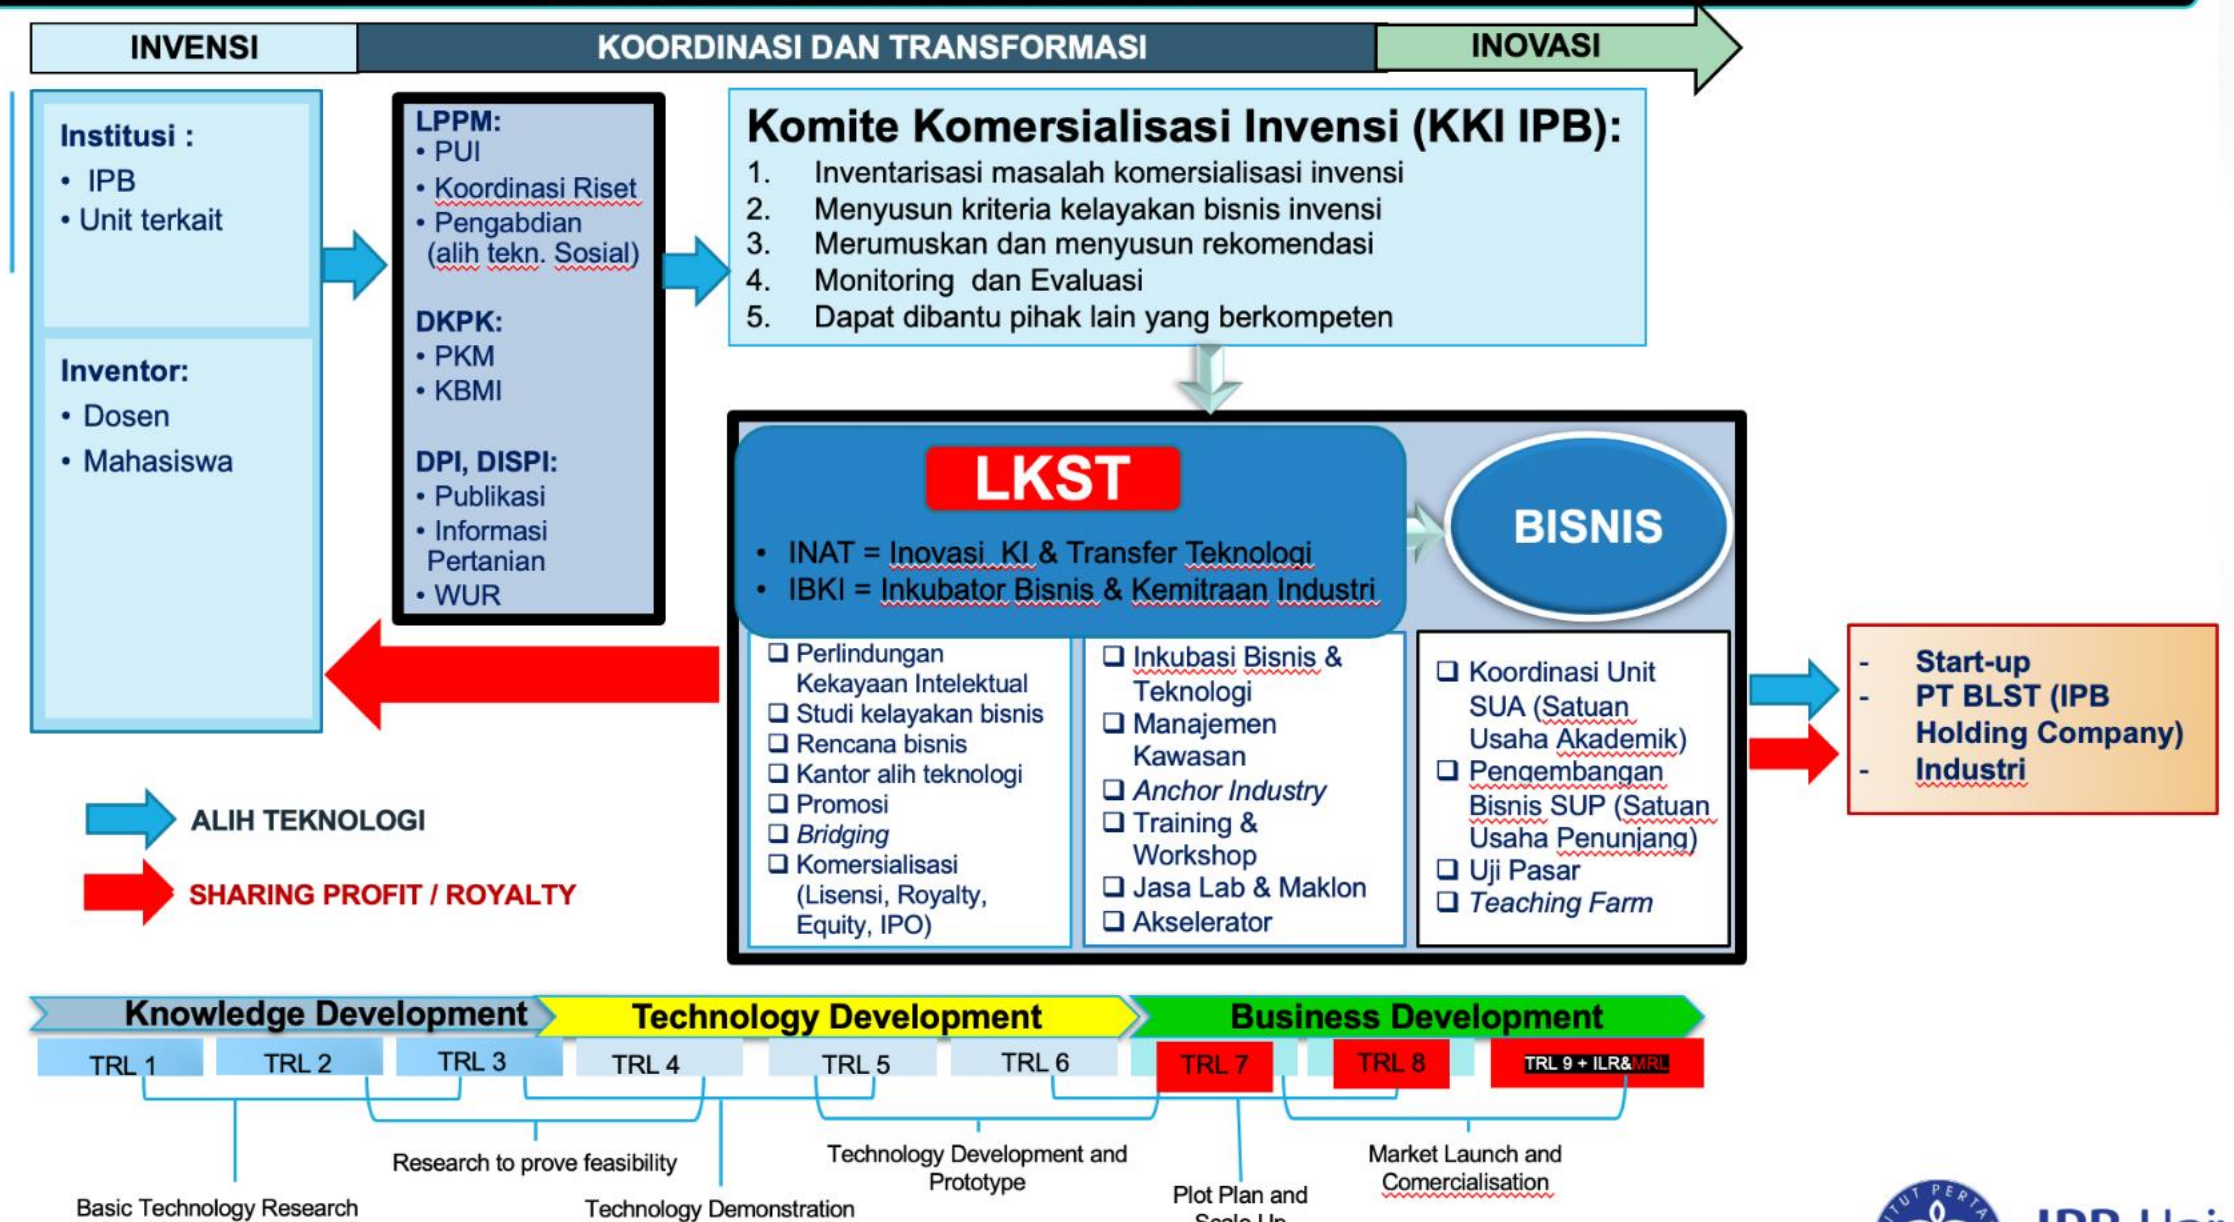 INVENSI
KOORDINASI DAN TRANSFORMASI
INOVASI
Institusi :
• IPB
• Unit terkait
Inventor:
• Dosen
• Mahasiswa
LPPM:
• PUI
• Koordinasi Riset
• Pengabdian
(alih tekn. Sosial)
DKPK:
• PKM
• KBMI
DPI, DISPI:
• Publikasi
• Informasi
Pertanian
• WUR
Komite Komersialisasi Invensi (KKI IPB):
1. Inventarisasi masalah komersialisasi invensi
2. Menyusun kriteria kelayakan bisnis invensi
3. Merumuskan dan menyusun rekomendasi
4. Monitoring dan Evaluasi
5. Dapat dibantu pihak lain yang berkompeten
LKST
• INAT = Inovasi KI & Transfer Teknologi
• IBKI = Inkubator Bisnis & Kemitraan Industri
BISNIS
❑ Perlindungan
Kekayaan Intelektual
❑ Studi kelayakan bisnis
❑ Rencana bisnis
❑ Kantor alih teknologi
❑ Promosi
❑ Bridging
❑ Komersialisasi
(Lisensi, Royalty,
Equity, IPO)
❑ Inkubasi Bisnis &
Teknologi
❑ Manajemen
Kawasan
❑ Anchor Industry
❑ Training &
Workshop
❑ Jasa Lab & Maklon
❑ Akselerator
❑ Koordinasi Unit
SUA (Satuan
Usaha Akademik)
❑ Pengembangan
Bisnis SUP (Satuan
Usaha Penunjang)
❑ Uji Pasar
❑ Teaching Farm
- Start-up
- PT BLST (IPB
Holding Company)
- Industri
ALIH TEKNOLOGI
SHARING PROFIT / ROYALTY
Knowledge Development
Technology Development
Business Development
TRL 1
TRL 2
TRL 3
TRL 4
TRL 5
TRL 6
TRL 7
TRL 8
TRL 9 + ILR&MRL
Basic Technology Research
Research to prove feasibility
Technology Demonstration
Technology Development and
Prototype
Plot Plan and
Scale Up
Market Launch and
Comercialisation
IPB